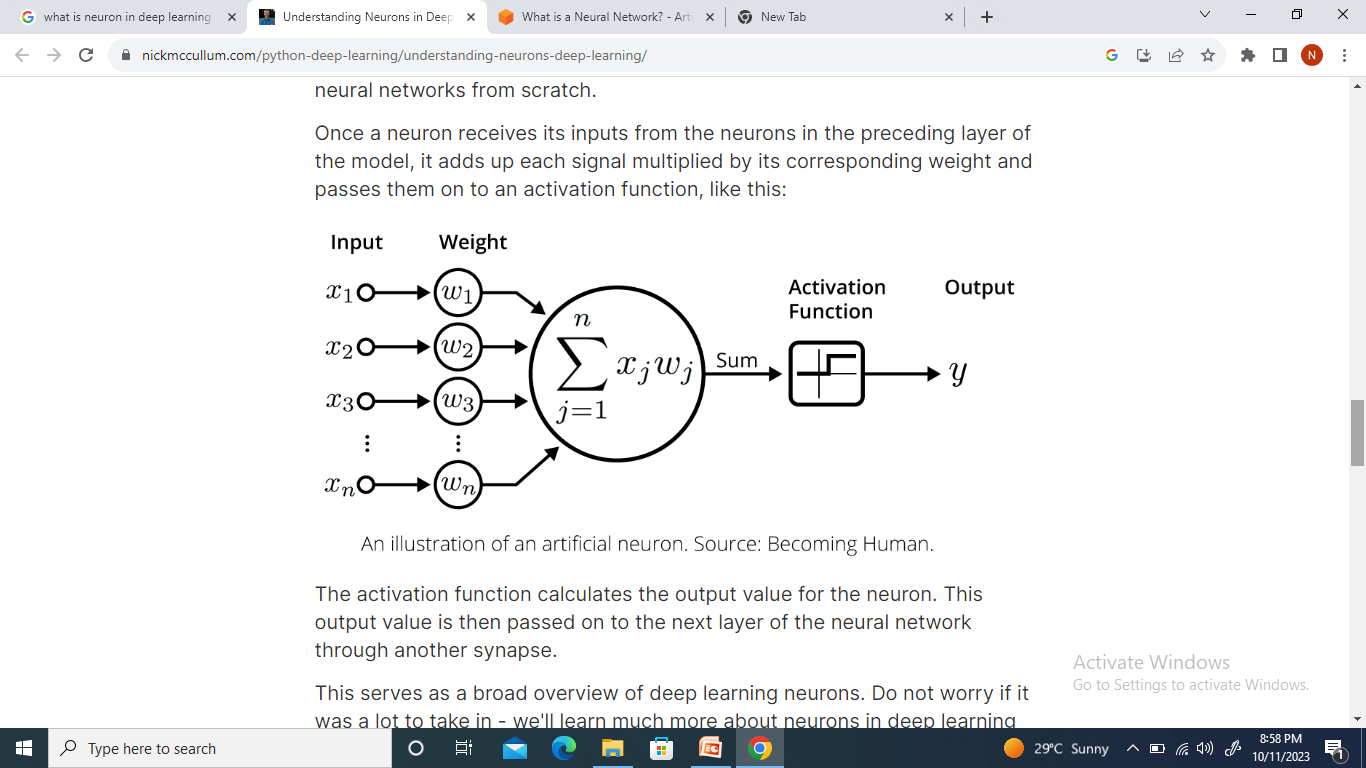 what is neuron in deep learning
Understanding Neurons in Deep
What is a Neural Network? - Art
New Tab
nickmccullum.com/python-deep-learning/understanding-neurons-deep-learning/
N
neural networks from scratch.
Once a neuron receives its inputs from the neurons in the preceding layer of
the model, it adds up each signal multiplied by its corresponding weight and
passes them on to an activation function, like this:
Input Weight
Activation
Function
Output
x1 w1
x2 w2
x3 w3
⋮ ⋮
xn wn
n
∑ xjwj
j=1
Sum
y
An illustration of an artificial neuron. Source: Becoming Human.
The activation function calculates the output value for the neuron. This
output value is then passed on to the next layer of the neural network
through another synapse.
This serves as a broad overview of deep learning neurons. Do not worry if it
was a lot to take in - we'll learn much more about neurons in deep learning
Activate Windows
Go to Settings to activate Windows.
Type here to search
29°C Sunny
8:58 PM
10/11/2023
1